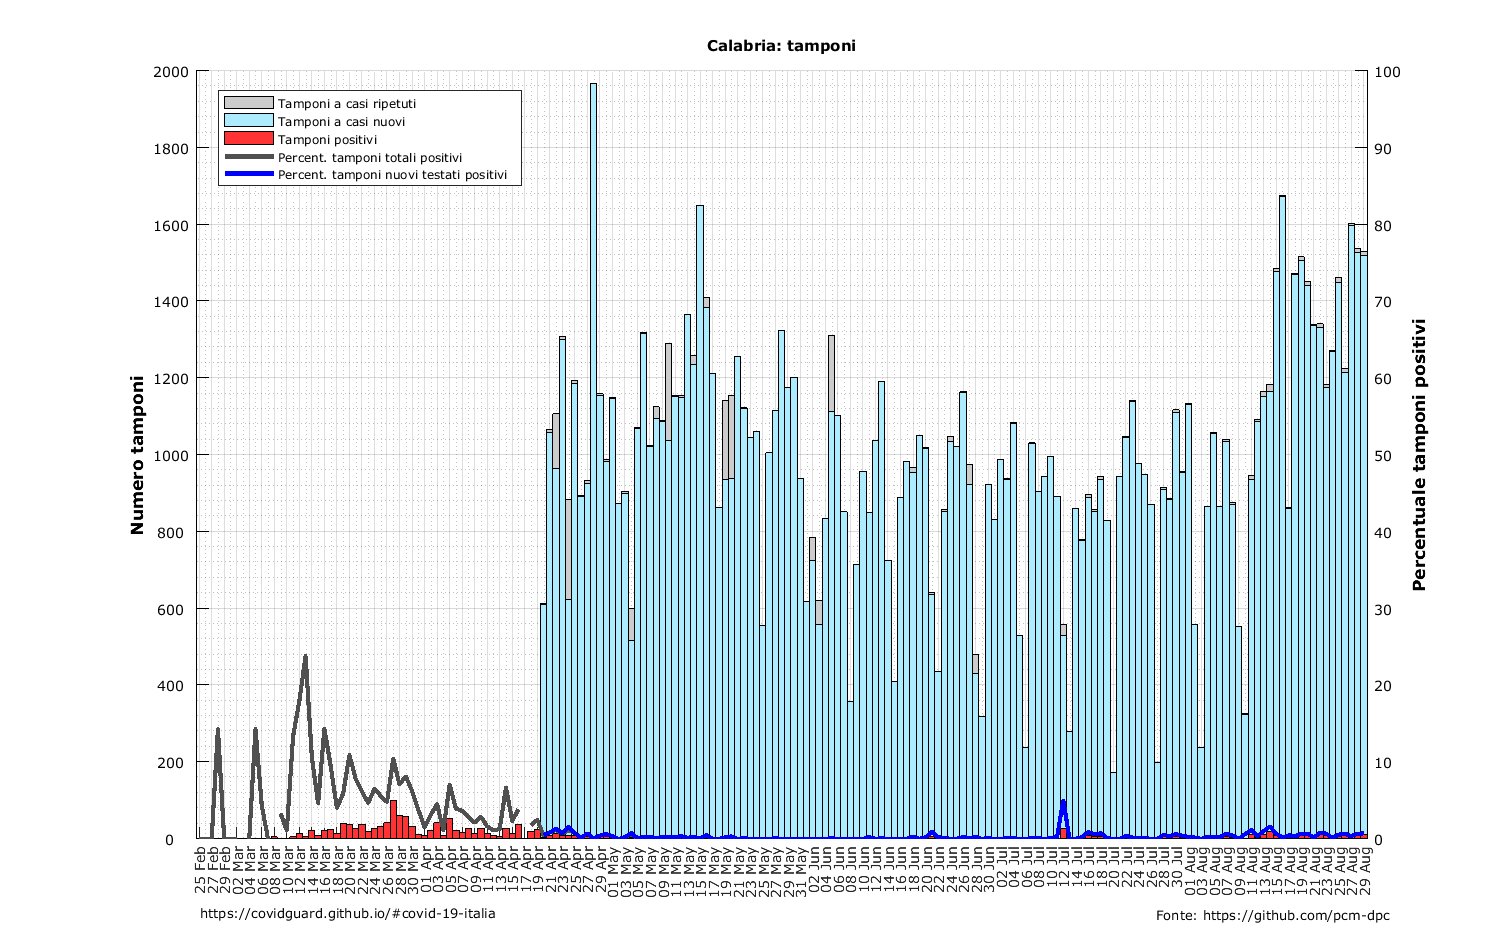 Calabria: tamponi
2000
1800
1600
1400
1200
1000
800
600
400
200
0
Numero tamponi
Tamponi a casi ripetuti
Tamponi a casi nuovi
Tamponi positivi
Percent. tamponi totali positivi
Percent. tamponi nuovi testati positivi
100
90
80
70
60
50
40
30
20
10
0
Percentuale tamponi positivi
25 Feb
27 Feb
29 Feb
02 Mar
04 Mar
06 Mar
08 Mar
10 Mar
12 Mar
14 Mar
16 Mar
18 Mar
20 Mar
22 Mar
24 Mar
26 Mar
28 Mar
30 Mar
01 Apr
03 Apr
05 Apr
07 Apr
09 Apr
11 Apr
13 Apr
15 Apr
17 Apr
19 Apr
21 Apr
23 Apr
25 Apr
27 Apr
29 Apr
01 May
03 May
05 May
07 May
09 May
11 May
13 May
15 May
17 May
19 May
21 May
23 May
25 May
27 May
29 May
31 May
02 Jun
04 Jun
06 Jun
08 Jun
10 Jun
12 Jun
14 Jun
16 Jun
18 Jun
20 Jun
22 Jun
24 Jun
26 Jun
28 Jun
30 Jun
02 Jul
04 Jul
06 Jul
08 Jul
10 Jul
12 Jul
14 Jul
16 Jul
18 Jul
20 Jul
22 Jul
24 Jul
26 Jul
28 Jul
30 Jul
01 Aug
03 Aug
05 Aug
07 Aug
09 Aug
11 Aug
13 Aug
15 Aug
17 Aug
19 Aug
21 Aug
23 Aug
25 Aug
27 Aug
29 Aug
https://covidguard.github.io/#covid-19-italia
Fonte: https://github.com/pcm-dpc